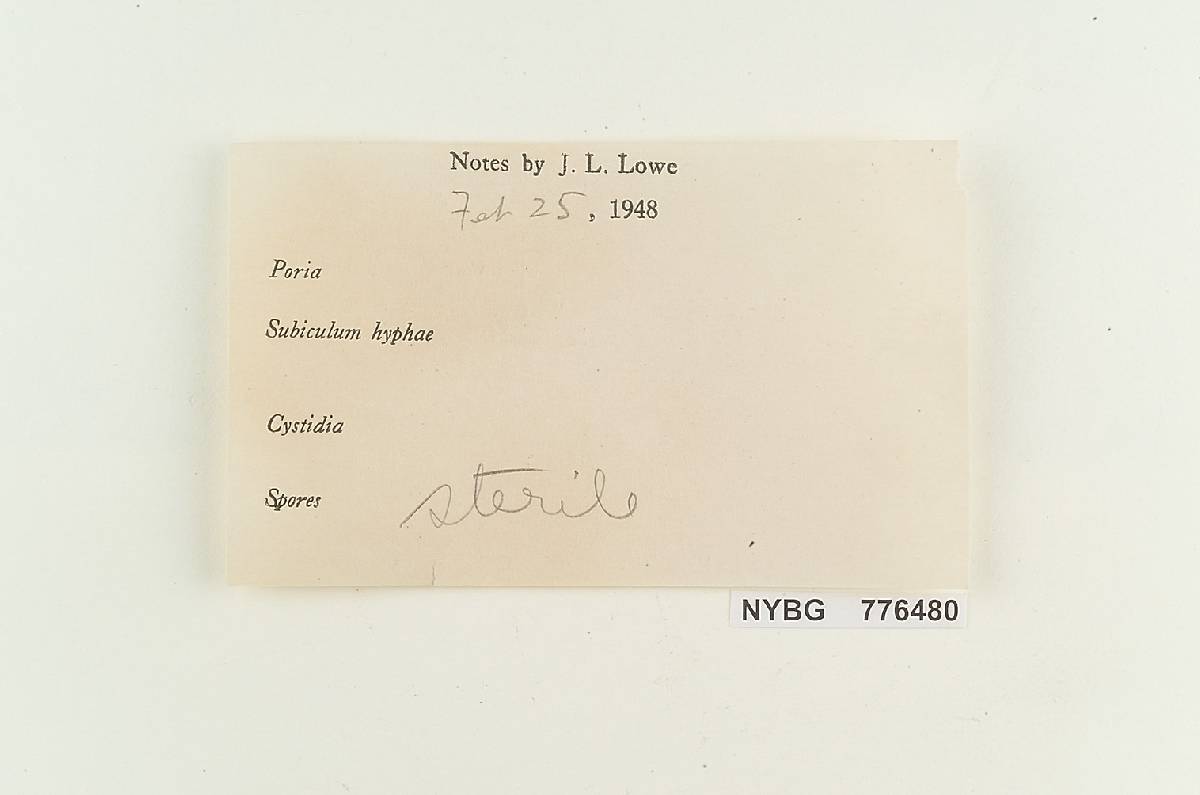 Notes by J. L. Lowe
Feb 25, 1948
Poria
Subiculum hyphae
Cystidia
Spores sterile
NYBG 776480